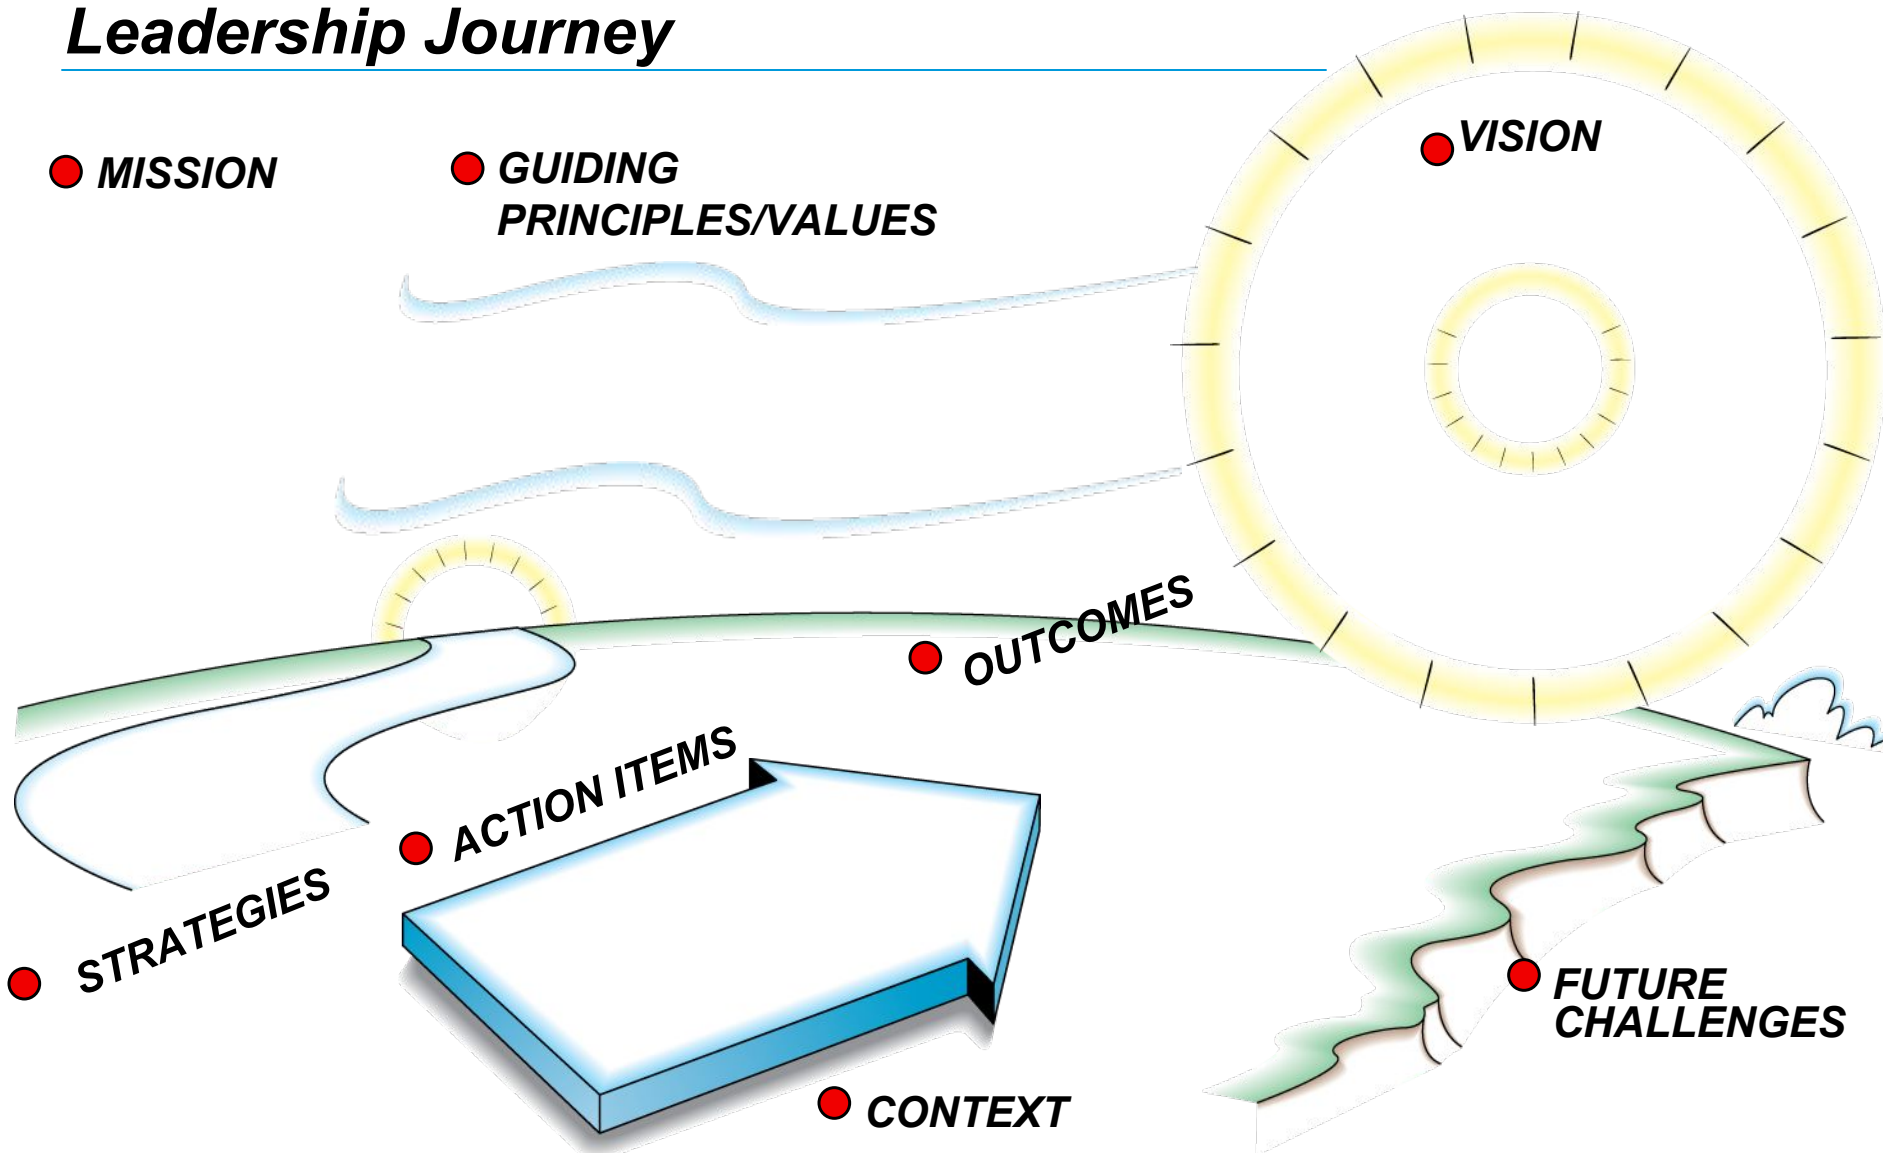 Leadership Journey
MISSION
GUIDING
PRINCIPLES/VALUES
VISION
OUTCOMES
ACTION ITEMS
STRATEGIES
FUTURE
CHALLENGES
CONTEXT